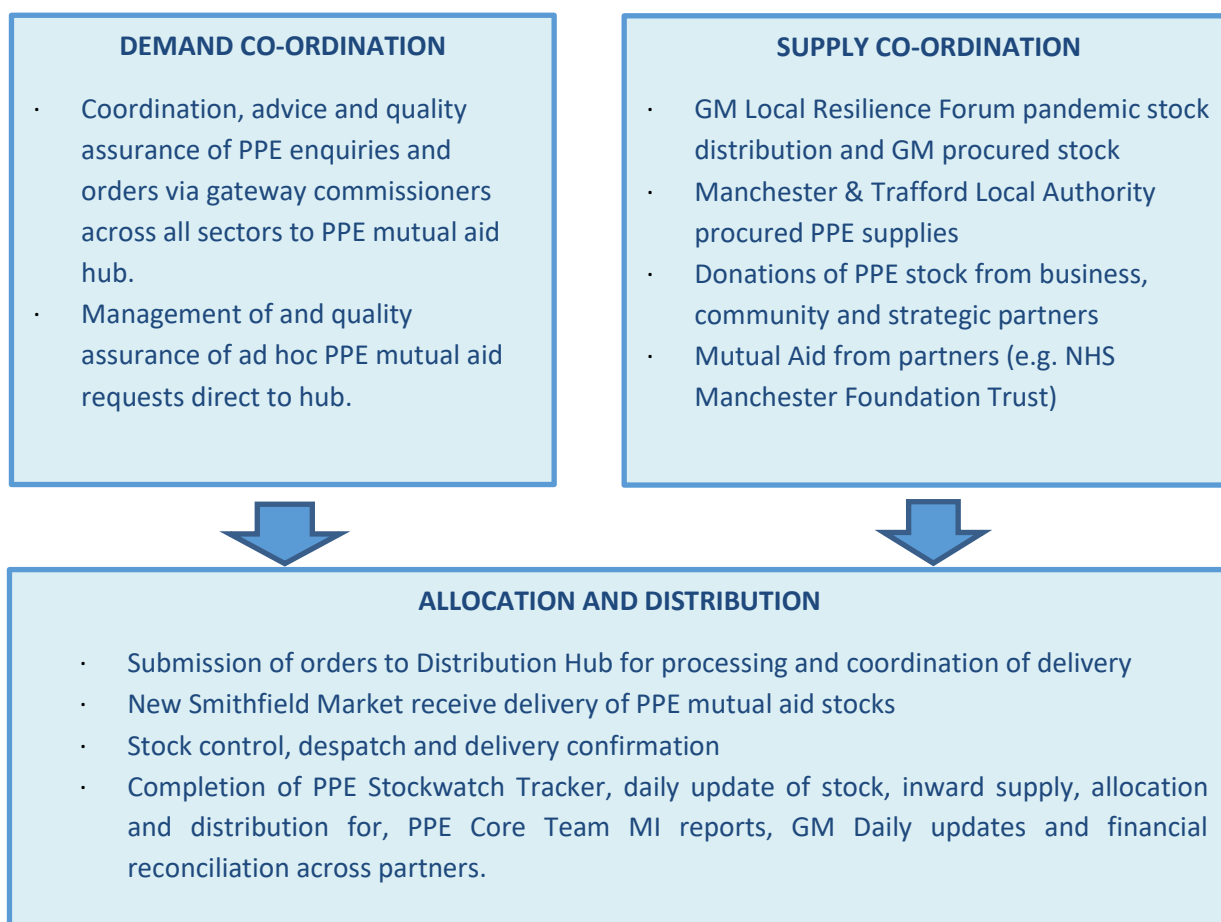 DEMAND CO-ORDINATION
· Coordination, advice and quality
assurance of PPE enquiries and
orders via gateway commissioners
across all sectors to PPE mutual aid
hub.
· Management of and quality
assurance of ad hoc PPE mutual aid
requests direct to hub.
SUPPLY CO-ORDINATION
· GM Local Resilience Forum pandemic stock
distribution and GM procured stock
· Manchester & Trafford Local Authority
procured PPE supplies
· Donations of PPE stock from business,
community and strategic partners
· Mutual Aid from partners (e.g. NHS
Manchester Foundation Trust)
ALLOCATION AND DISTRIBUTION
· Submission of orders to Distribution Hub for processing and coordination of delivery
· New Smithfield Market receive delivery of PPE mutual aid stocks
· Stock control, despatch and delivery confirmation
· Completion of PPE Stockwatch Tracker, daily update of stock, inward supply, allocation
and distribution for, PPE Core Team MI reports, GM Daily updates and financial
reconciliation across partners.